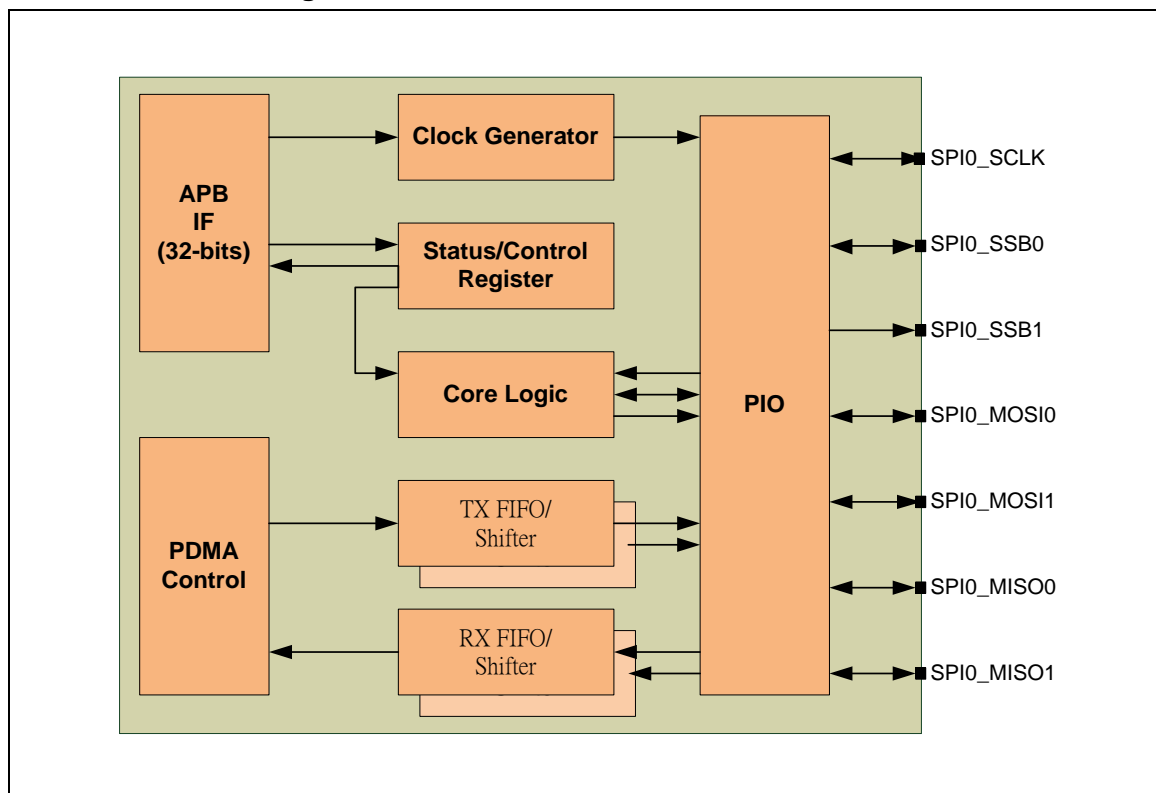 APB
IF
(32-bits)
Clock Generator
Status/Control
Register
Core Logic
PIO
PDMA
Control
TX FIFO/
Shifter
RX FIFO/
Shifter
SPI0_SCLK
SPI0_SSB0
SPI0_SSB1
SPI0_MOSI0
SPI0_MOSI1
SPI0_MISO0
SPI0_MISO1